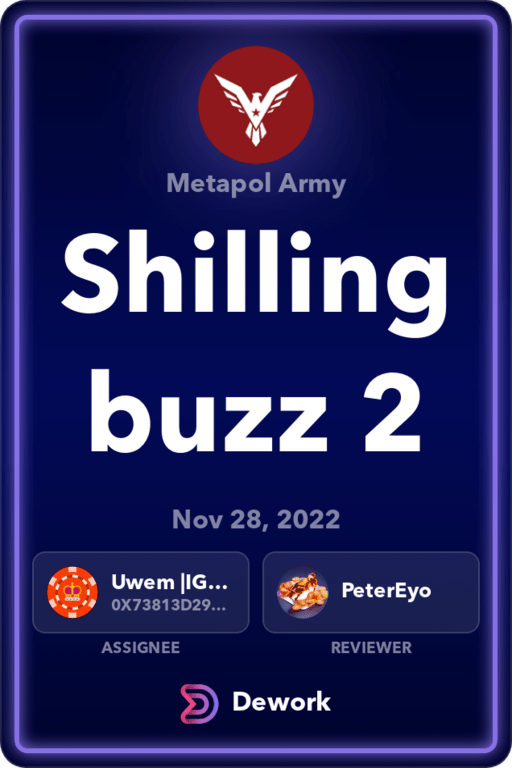 Metapol Army
Shilling
buzz 2
Nov 28, 2022
Uwem |IG...
0X73813D29...
PeterEyo
ASSIGNEE
REVIEWER
Dework